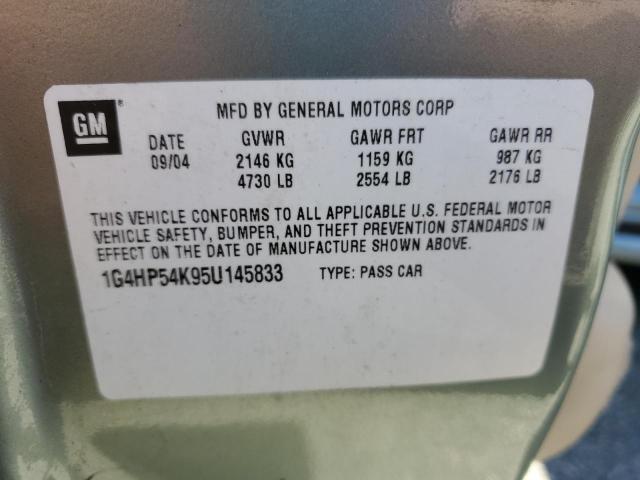 GM
MFD BY GENERAL MOTORS CORP
DATE GVWR GAWR FRT GAWR RR
09/04 2146 KG 1159 KG 987 KG
4730 LB 2554 LB 2176 LB
THIS VEHICLE CONFORMS TO ALL APPLICABLE U.S. FEDERAL MOTOR
VEHICLE SAFETY, BUMPER, AND THEFT PREVENTION STANDARDS IN
EFFECT ON THE DATE OF MANUFACTURE SHOWN ABOVE.
1G4HP54K95U145833 TYPE: PASS CAR